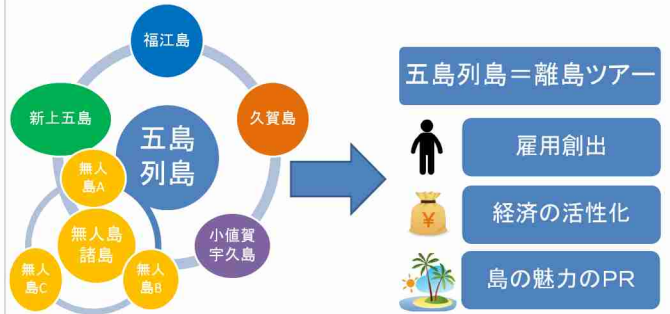 福江島
新上五島
久賀島
五島
列島
無人
島A
無人島
諸島
小値賀
宇久島
無人
島C
無人
島B
五島列島=離島ツアー
雇用創出
¥
経済の活性化
島の魅力のPR